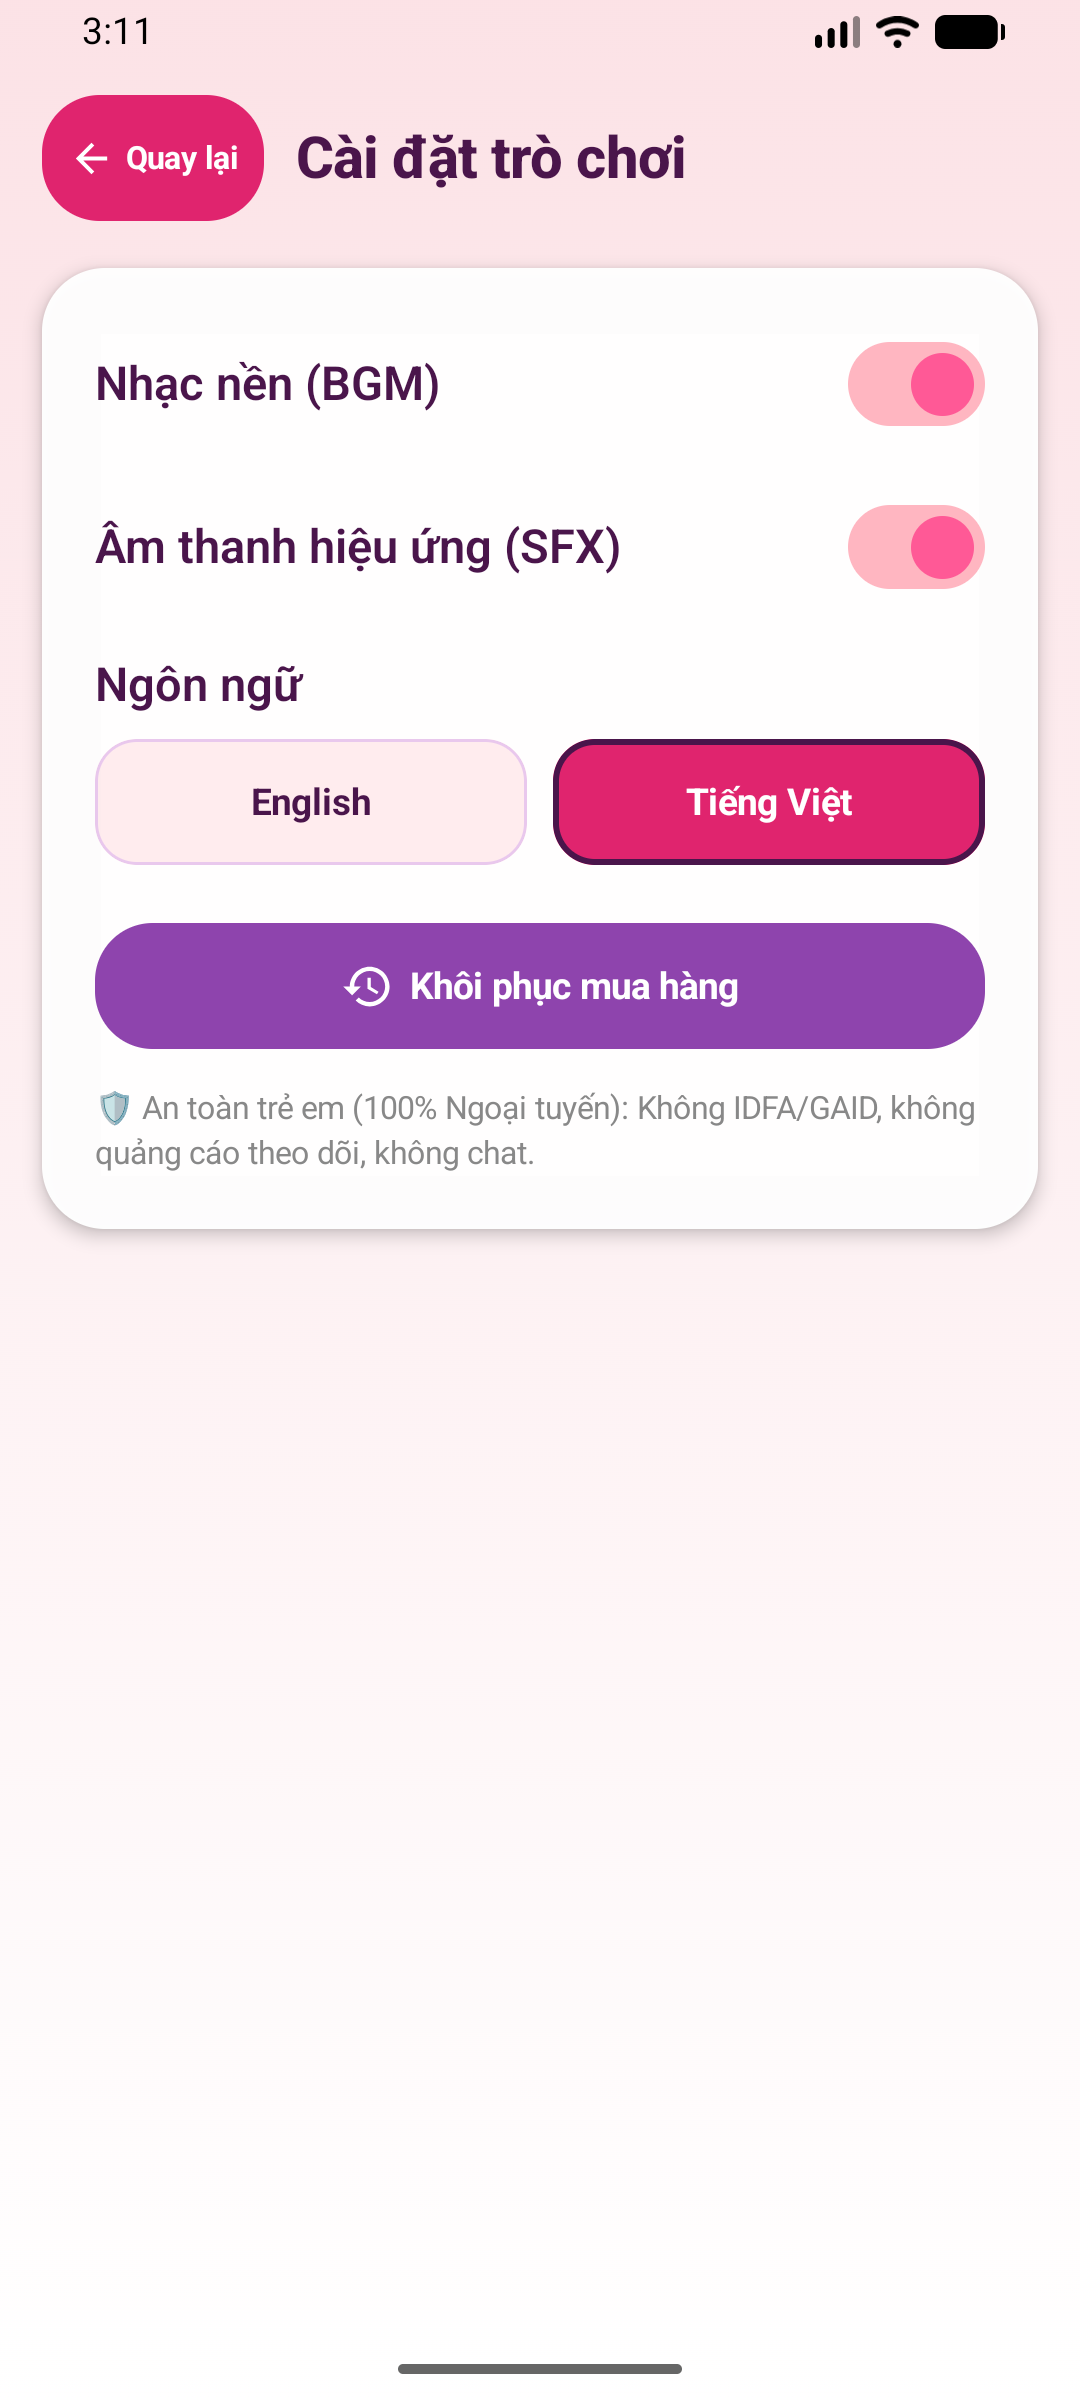 3:11
Quay lại
Cài đặt trò chơi
Nhạc nền (BGM)
Âm thanh hiệu ứng (SFX)
Ngôn ngữ
English
Tiếng Việt
Khôi phục mua hàng
🛡️ An toàn trẻ em (100% Ngoại tuyến): Không IDFA/GAID, không
quảng cáo theo dõi, không chat.